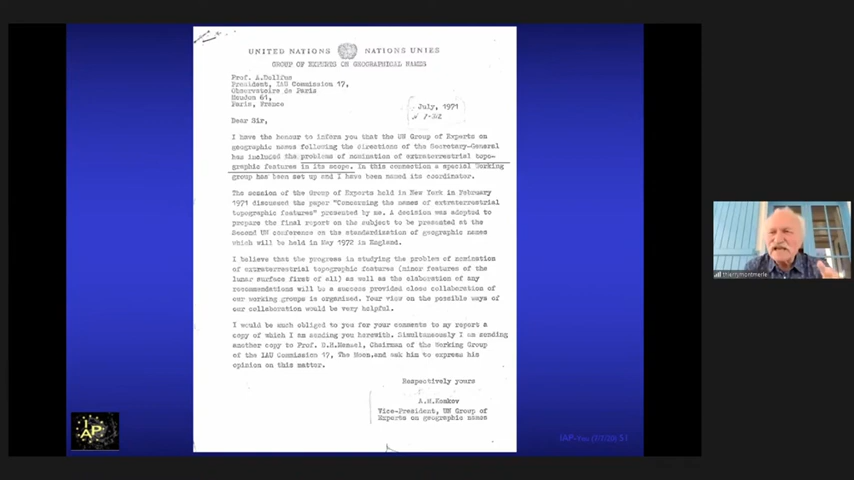 UNITED NATIONS NATIONS UNIES
GROUP OF EXPERTS ON GEOGRAPHICAL NAMES
Prof. A.Dollfus
President, IAU Commission 17,
Observatoire de Paris
Meudon 61,
Paris, France
July, 1971
Dear Sir,
I have the honour to inform you that the UN Group of Experts on
geographic names following the directions of the Secretary-General
has included the problems of nomination of extraterrestrial topo-
graphic features in its scope. In this connection a special Working
group has been set up and I have been named its coordinator.
The session of the Group of Experts held in New York in February
1971 discussed the paper "Concerning the names of extraterrestrial
topographic features" presented by me. A decision was adopted to
prepare the final report on the subject to be presented at the
Second UN conference on the standardization of geographic names
which will be held in May 1972 in England.
I believe that the progress in studying the problem of nomination
of extraterrestrial topographic features (minor features of the
lunar surface first of all) as well as the elaboration of any
recommendations will be a success provided close collaboration of
our working groups is organized. Your view on the possible ways of
our collaboration would be very helpful.
I would be much obliged to you for your comments to my report a
copy of which I am sending you herewith. Simultaneously I am sending
another copy to Prof. D.H.Menzel, Chairman of the Working Group
of the IAU Commission 17, The Moon, and ask him to express his
opinion on this matter.
Respectively yours
A.M.Komkov
Vice-President, UN Group of
Experts on geographic names
IAP
thierrymontmerle